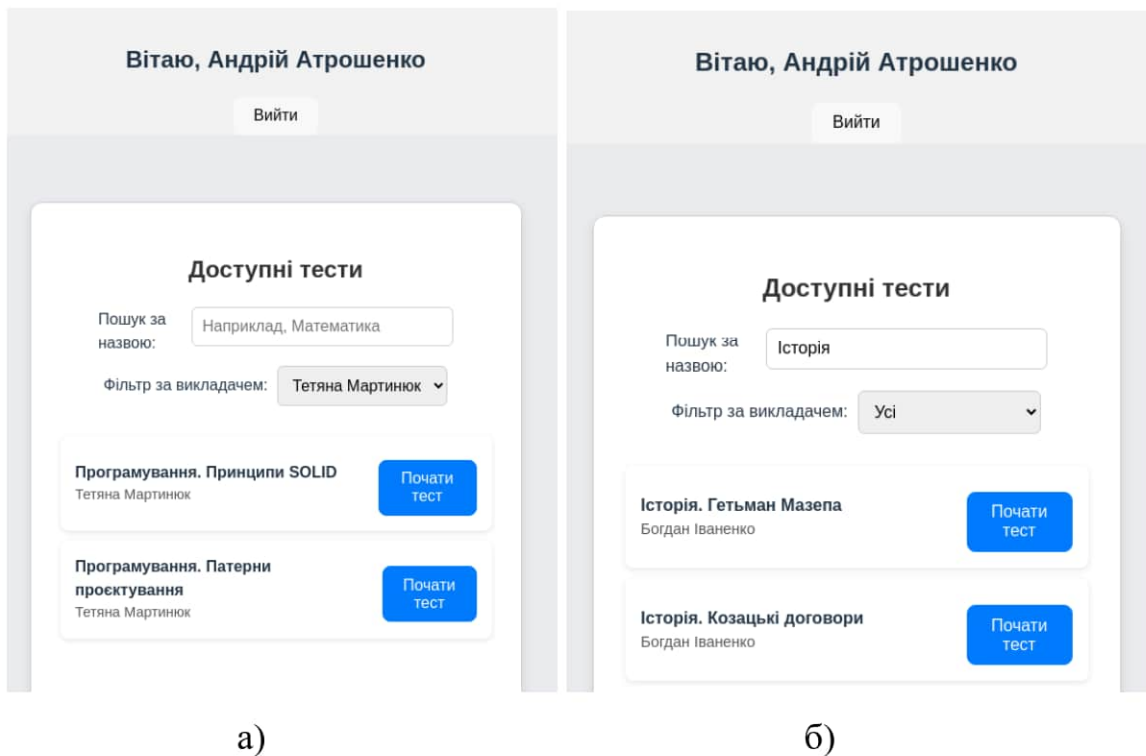 Вітаю, Андрій Атрошенко
Вийти
Доступні тести
Пошук за
назвою:
Наприклад, Математика
Фільтр за викладачем:
Тетяна Мартинюк
Програмування. Принципи SOLID
Тетяна Мартинюк
Почати
тест
Програмування. Патерни
проєктування
Тетяна Мартинюк
Почати
тест
а)
Вітаю, Андрій Атрошенко
Вийти
Доступні тести
Пошук за
назвою:
Історія
Фільтр за викладачем:
Усі
Історія. Гетьман Мазепа
Богдан Іваненко
Почати
тест
Історія. Козацькі договори
Богдан Іваненко
Почати
тест
б)